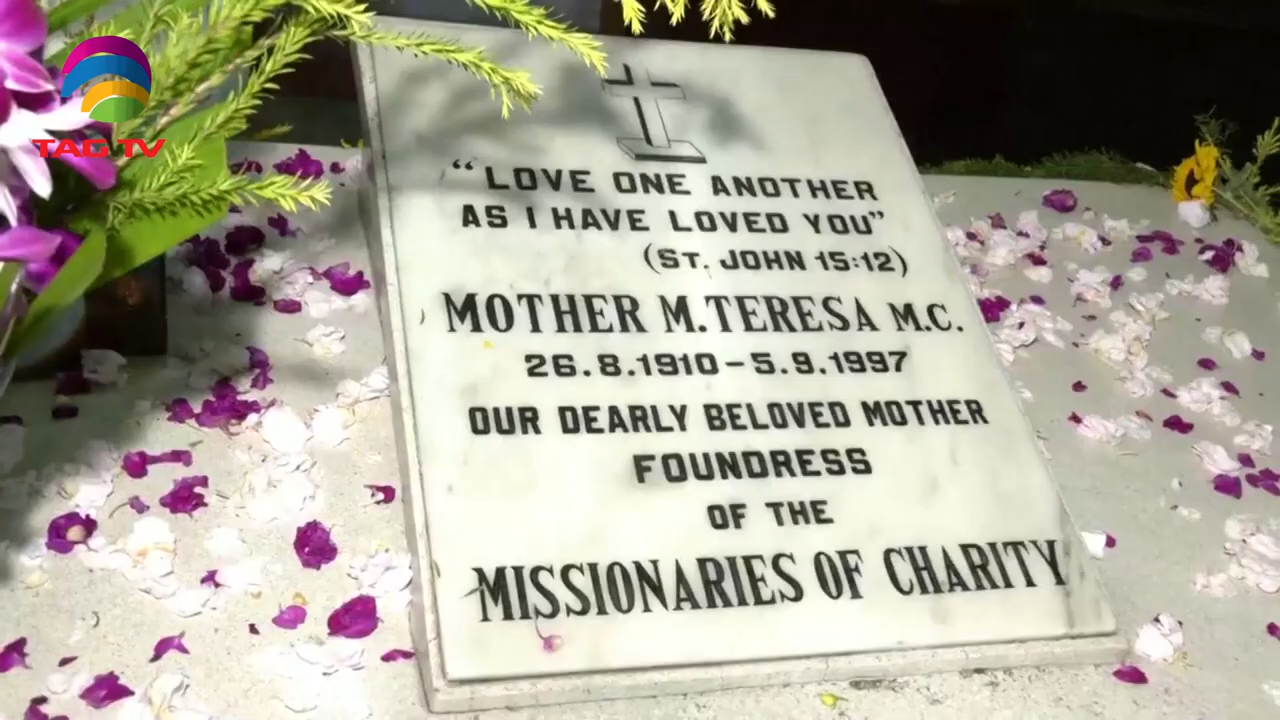 TAG TV
“LOVE ONE ANOTHER
AS I HAVE LOVED YOU”
(ST. JOHN 15:12)
MOTHER M. TERESA M.C.
26.8.1910–5.9.1997
OUR DEARLY BELOVED MOTHER
FOUNDRESS
OF THE
MISSIONARIES OF CHARITY